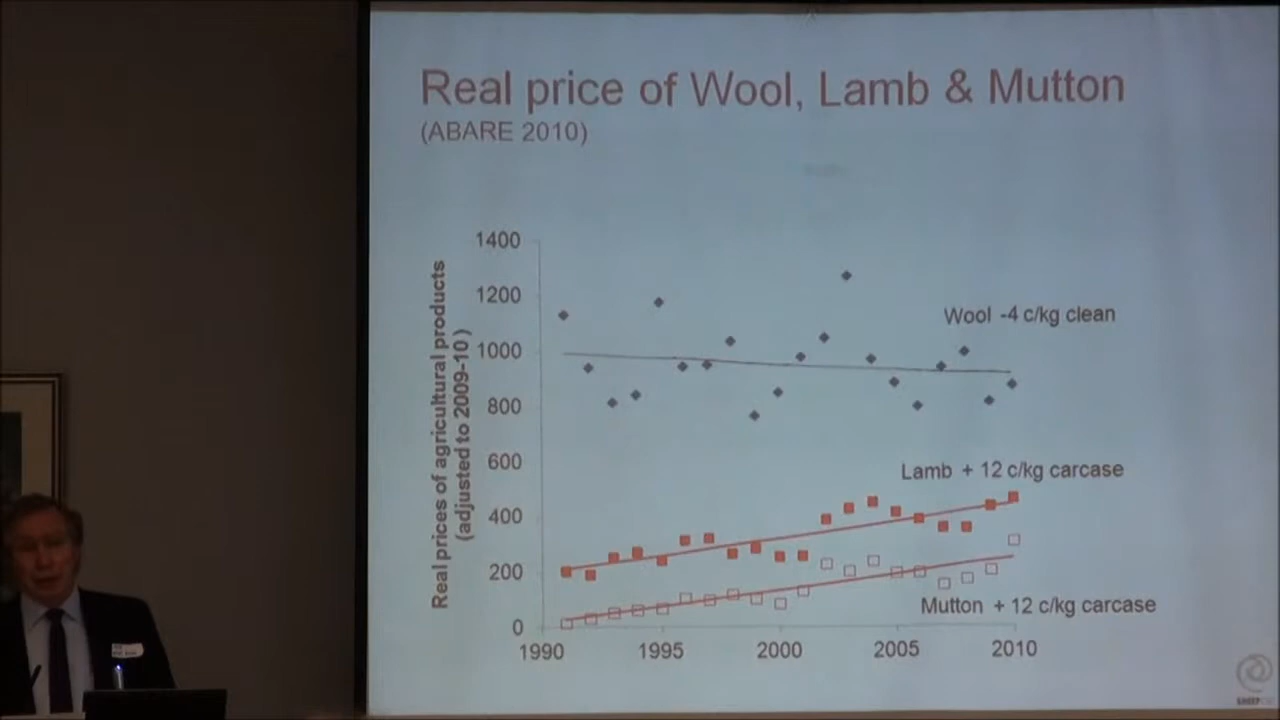 Real price of Wool, Lamb & Mutton
(ABARE 2010)
Real prices of agricultural products
(adjusted to 2009-10 )
1400
1200
1000
800
600
400
200
0
1990
1995
2000
2005
2010
Wool -4 c/kg clean
Lamb + 12 c/kg carcase
Mutton + 12 c/kg carcase